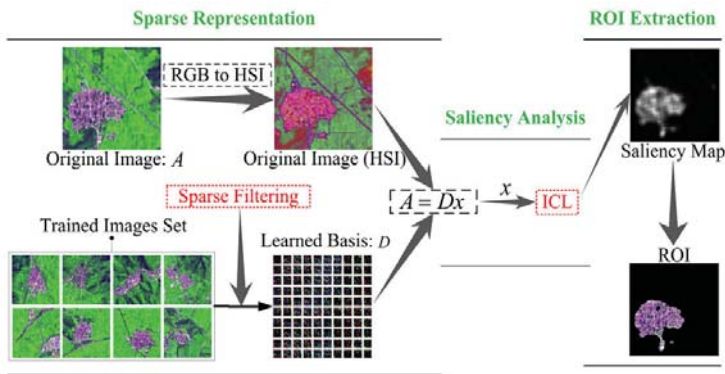 Sparse Representation
ROI Extraction
RGB to HSI
Original Image: A
Original Image (HSI)
Saliency Analysis
Saliency Map
Sparse Filtering
A = Dx
x
ICL
Trained Images Set
Learned Basis: D
ROI